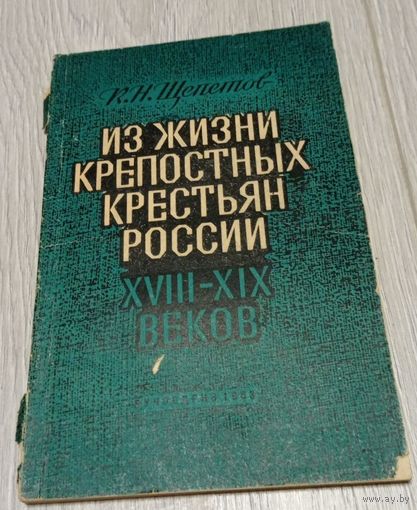 К.Н. Щепетов
ИЗ ЖИЗНИ
КРЕПОСТНЫХ
КРЕСТЬЯН
РОССИИ
XVIII-XIX
ВЕКОВ
www.ay.by